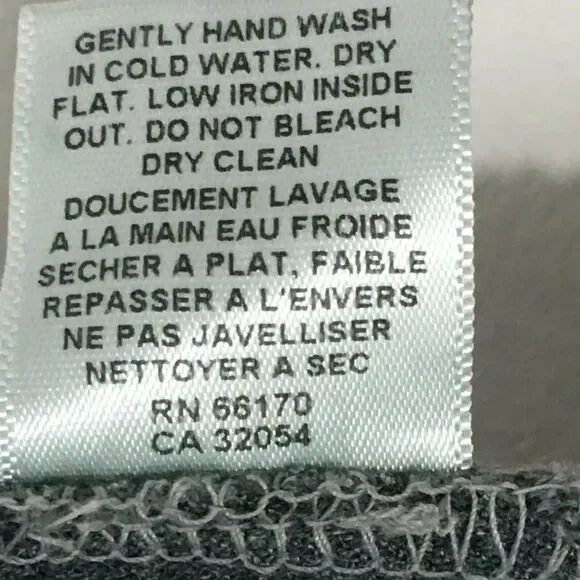 GENTLY HAND WASH
IN COLD WATER. DRY
FLAT. LOW IRON INSIDE
OUT. DO NOT BLEACH
DRY CLEAN
DOUCEMENT LAVAGE
A LA MAIN EAU FROIDE
SECHER A PLAT, FAIBLE
REPASSER A L'ENVERS
NE PAS JAVELLISER
NETTOYER A SEC
RN 66170
CA 32054